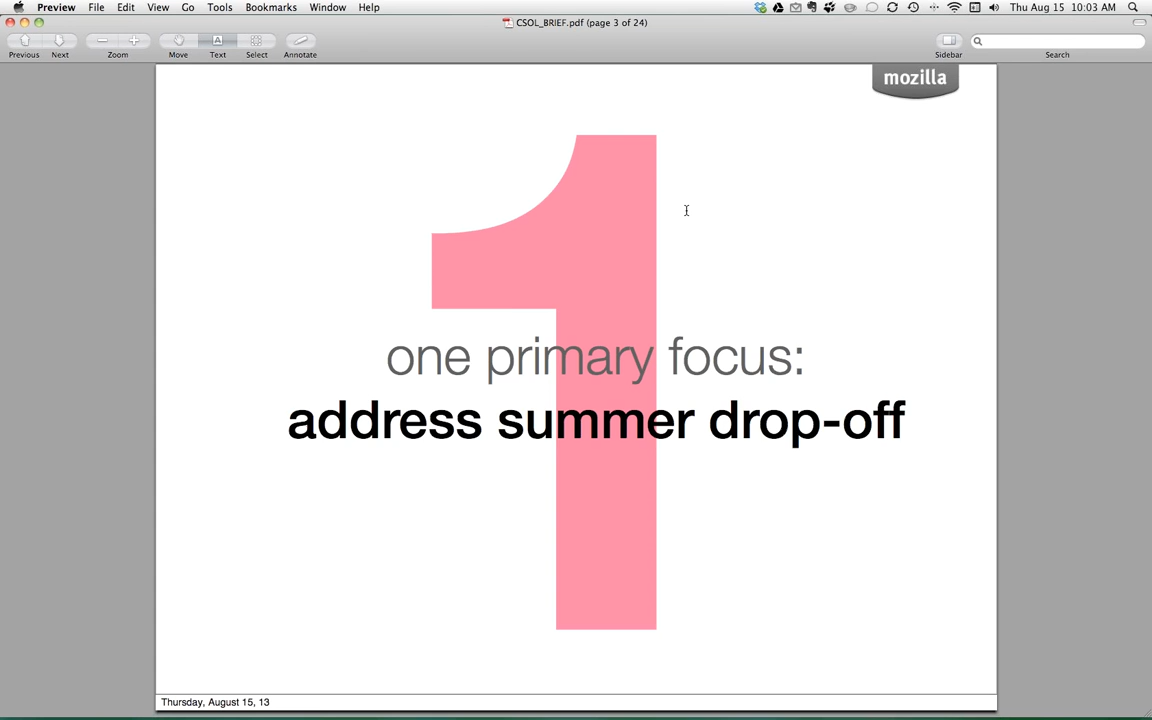 Preview File Edit View Go Tools Bookmarks Window Help Thu Aug 15 10:03 AM
CSOL_BRIEF.pdf (page 3 of 24)
Previous Next Zoom Move Text Select Annotate Sidebar Search
mozilla
1
one primary focus:
address summer drop-off
Thursday, August 15, 13